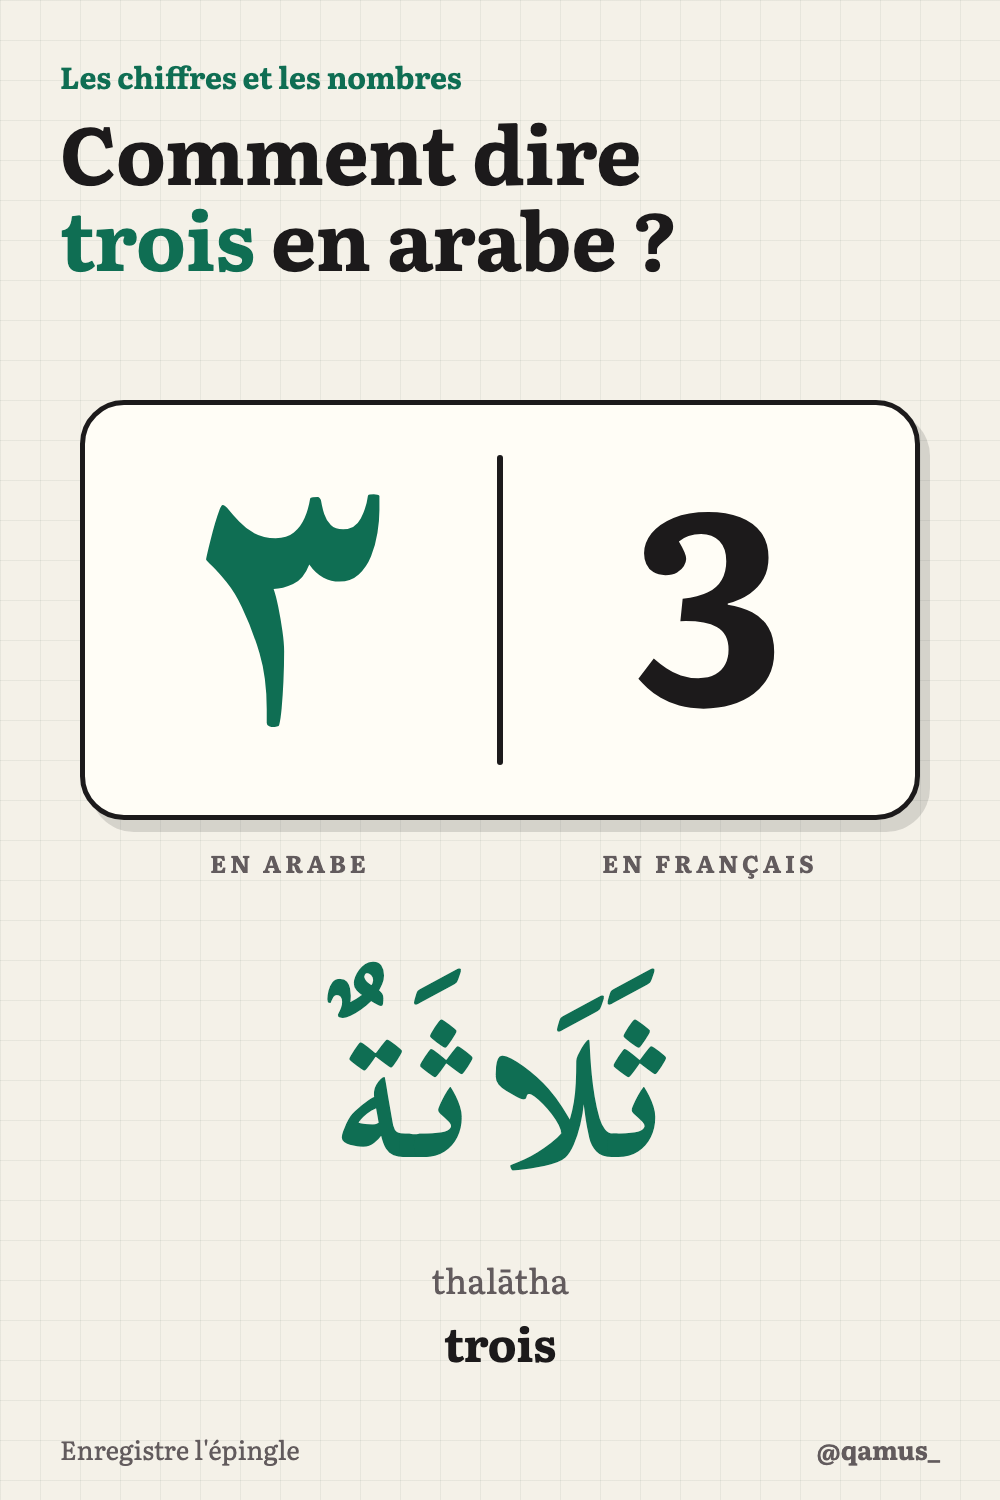 Les chiffres et les nombres
Comment dire
trois en arabe ?
٣ 3
EN ARABE EN FRANÇAIS
ثَلَاثَةٌ
thalātha
trois
Enregistre l'épingle @qamus_